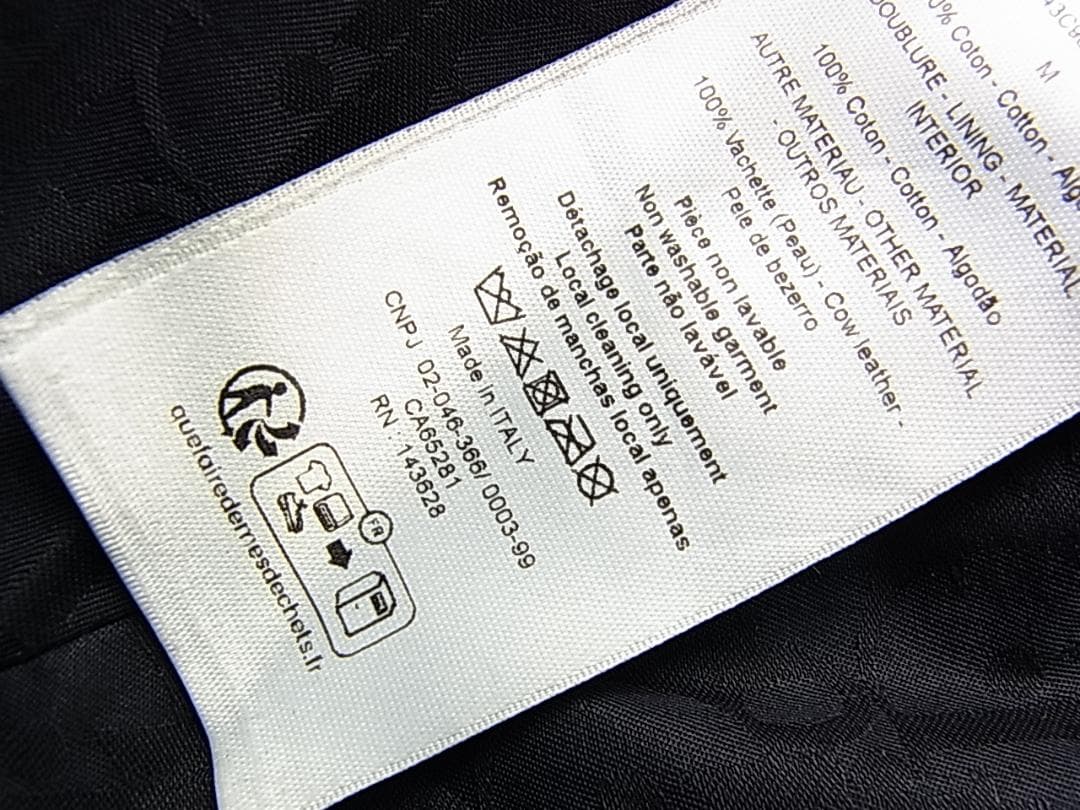 M
Coton - Cotton -
DOUBLURE - LINING - MATERIAL
INTERIOR
100% Coton - Cotton - Algodão
AUTRE MATERIAU - OTHER MATERIAL
- OUTROS MATERIAIS
100% Vachette (Peau) - Cow leather -
Pele de bezerro
Pièce non lavable
Non washable garment
Parte não lavável
Détachage local uniquement
Local cleaning only
Remoção de manchas local apenas
Made in ITALY
CNPJ 02-046-366/ 0003-99
CA65281
RN : 143628
FR
quefairedemesdechets.fr